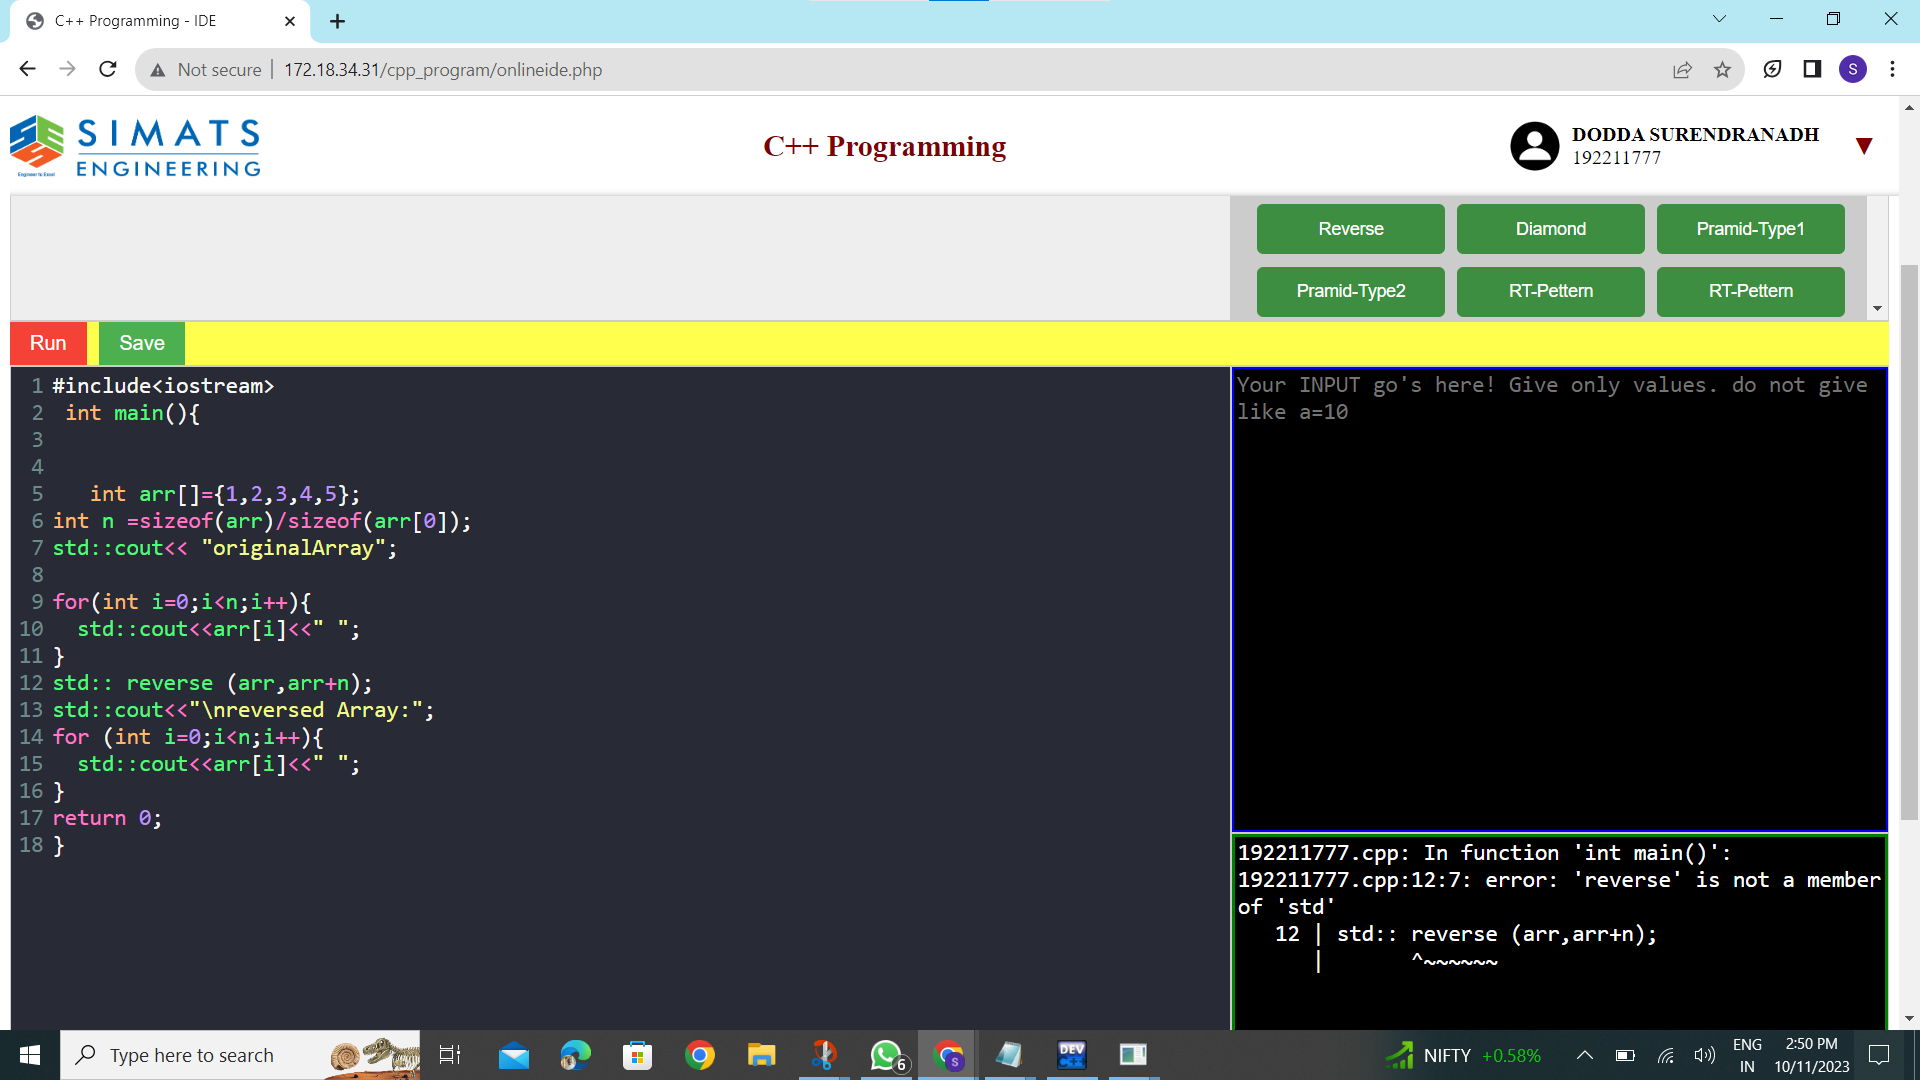 C++ Programming - IDE
Not secure | 172.18.34.31/cpp_program/onlineide.php
S
SIMATS
ENGINEERING
Engineer to Excel
C++ Programming
DODDA SURENDRANADH
192211777
Reverse
Diamond
Pramid-Type1
Pramid-Type2
RT-Pettern
RT-Pettern
Run
Save
1 #include<iostream>
2 int main(){
3
4
5 int arr[]={1,2,3,4,5};
6 int n =sizeof(arr)/sizeof(arr[0]);
7 std::cout<< "originalArray";
8
9 for(int i=0;i<n;i++){
10 std::cout<<arr[i]<<" ";
11 }
12 std:: reverse (arr,arr+n);
13 std::cout<<"\nreversed Array:";
14 for (int i=0;i<n;i++){
15 std::cout<<arr[i]<<" ";
16 }
17 return 0;
18 }
Your INPUT go's here! Give only values. do not give
like a=10
192211777.cpp: In function 'int main()':
192211777.cpp:12:7: error: 'reverse' is not a member
of 'std'
12 | std:: reverse (arr,arr+n);
| ^~~~~~~
Type here to search
6
S
DEV
C++
NIFTY +0.58%
ENG
IN
2:50 PM
10/11/2023